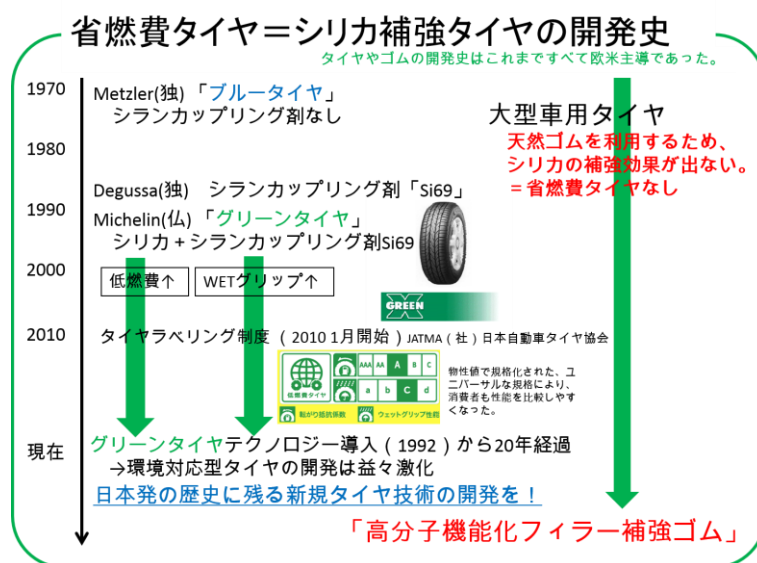 省燃費タイヤ＝シリカ補強タイヤの開発史
タイヤやゴムの開発史はこれまですべて欧米主導であった。
1970
Metzler(独)「ブルータイヤ」
シランカップリング剤なし
大型車用タイヤ
天然ゴムを利用するため、
シリカの補強効果が出ない。
＝省燃費タイヤなし
1980
Degussa(独)　シランカップリング剤「Si69」
1990
Michelin(仏)「グリーンタイヤ」
シリカ＋シランカップリング剤Si69
2000
低燃費↑
WETグリップ↑
GREEN X
2010
タイヤラベリング制度（2010 1月開始）JATMA（社）日本自動車タイヤ協会
低燃費タイヤ
AAA AA A B C
a b c d
転がり抵抗係数
ウェットグリップ性能
物性値で規格化された、ユ
ニバーサルな規格により、
消費者も性能を比較しやす
くなった。
現在
グリーンタイヤテクノロジー導入（1992）から20年経過
→環境対応型タイヤの開発は益々激化
日本発の歴史に残る新規タイヤ技術の開発を！
「高分子機能化フィラー補強ゴム」